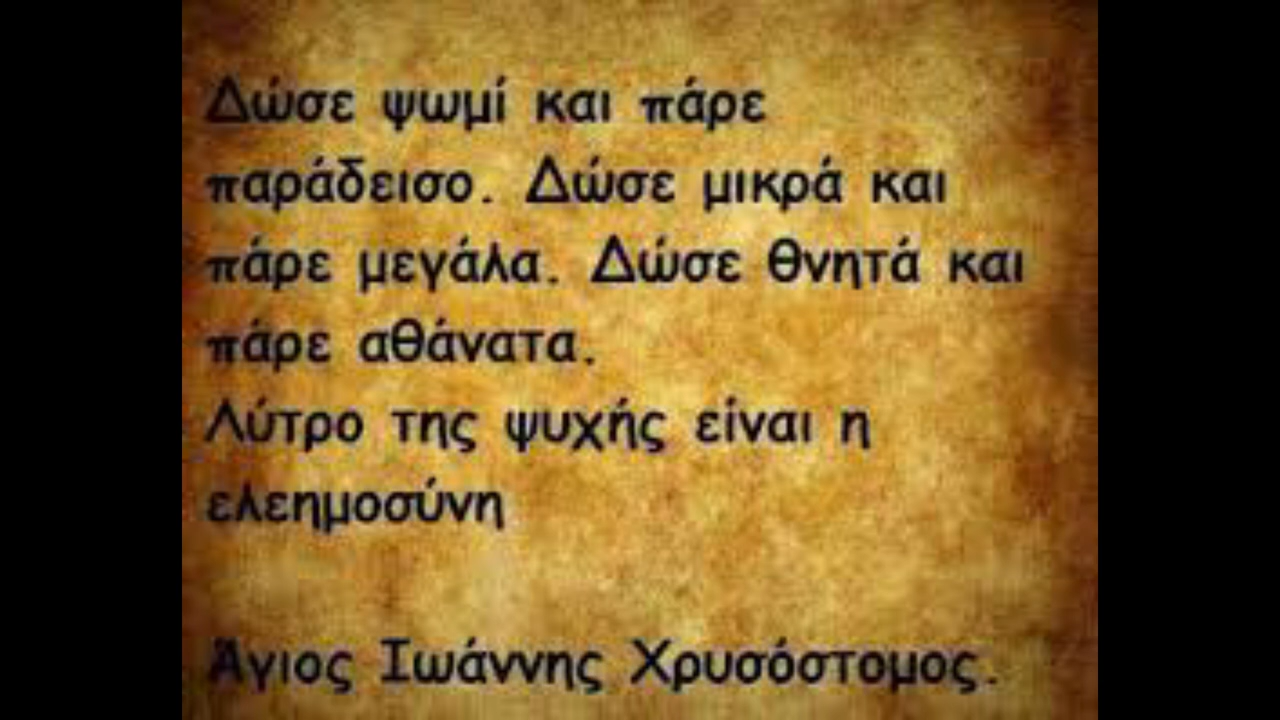 Δώσε ψωμί και πάρε
παράδεισο. Δώσε μικρά και
πάρε μεγάλα. Δώσε θνητά και
πάρε αθάνατα.
Λύτρο της ψυχής είναι η
ελεημοσύνη
Άγιος Ιωάννης Χρυσόστομος.